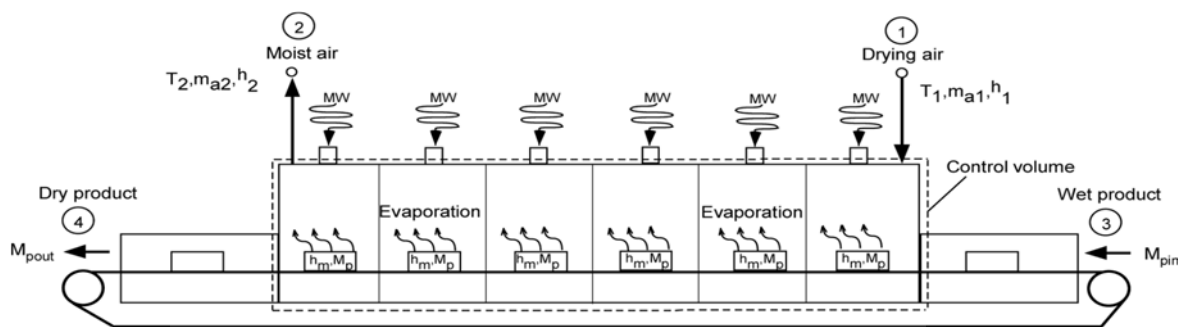 2
Moist air
T2,ma2,h2
1
Drying air
T1,ma1,h1
MW MW MW MW MW MW
Control volume
Dry product
4
Mpout
Wet product
3
Mpin
Evaporation Evaporation
hm,Mp hm,Mp hm,Mp hm,Mp hm,Mp hm,Mp